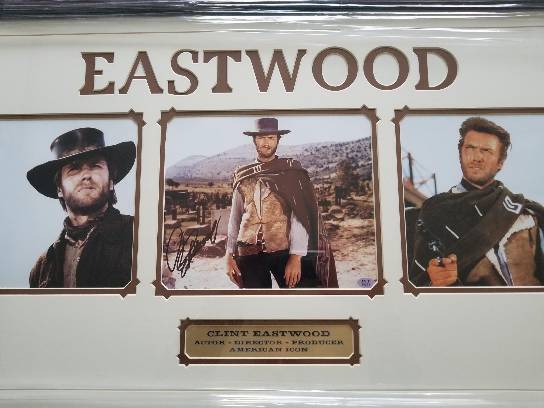 EASTWOOD
CLINT EASTWOOD
ACTOR - DIRECTOR - PRODUCER
AMERICAN ICON